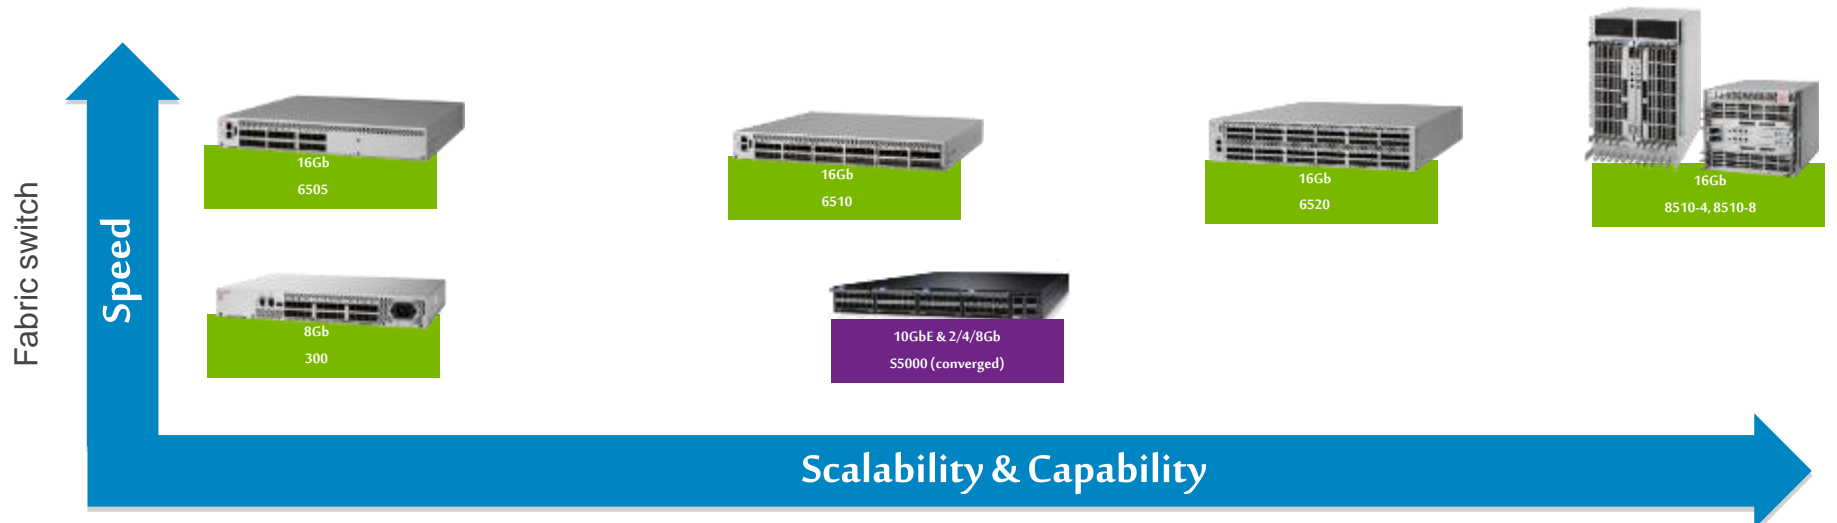 Fabric switch
Speed
16Gb
6505
16Gb
6510
16Gb
6520
16Gb
8510-4, 8510-8
8Gb
300
10GbE & 2/4/8Gb
S5000 (converged)
Scalability & Capability